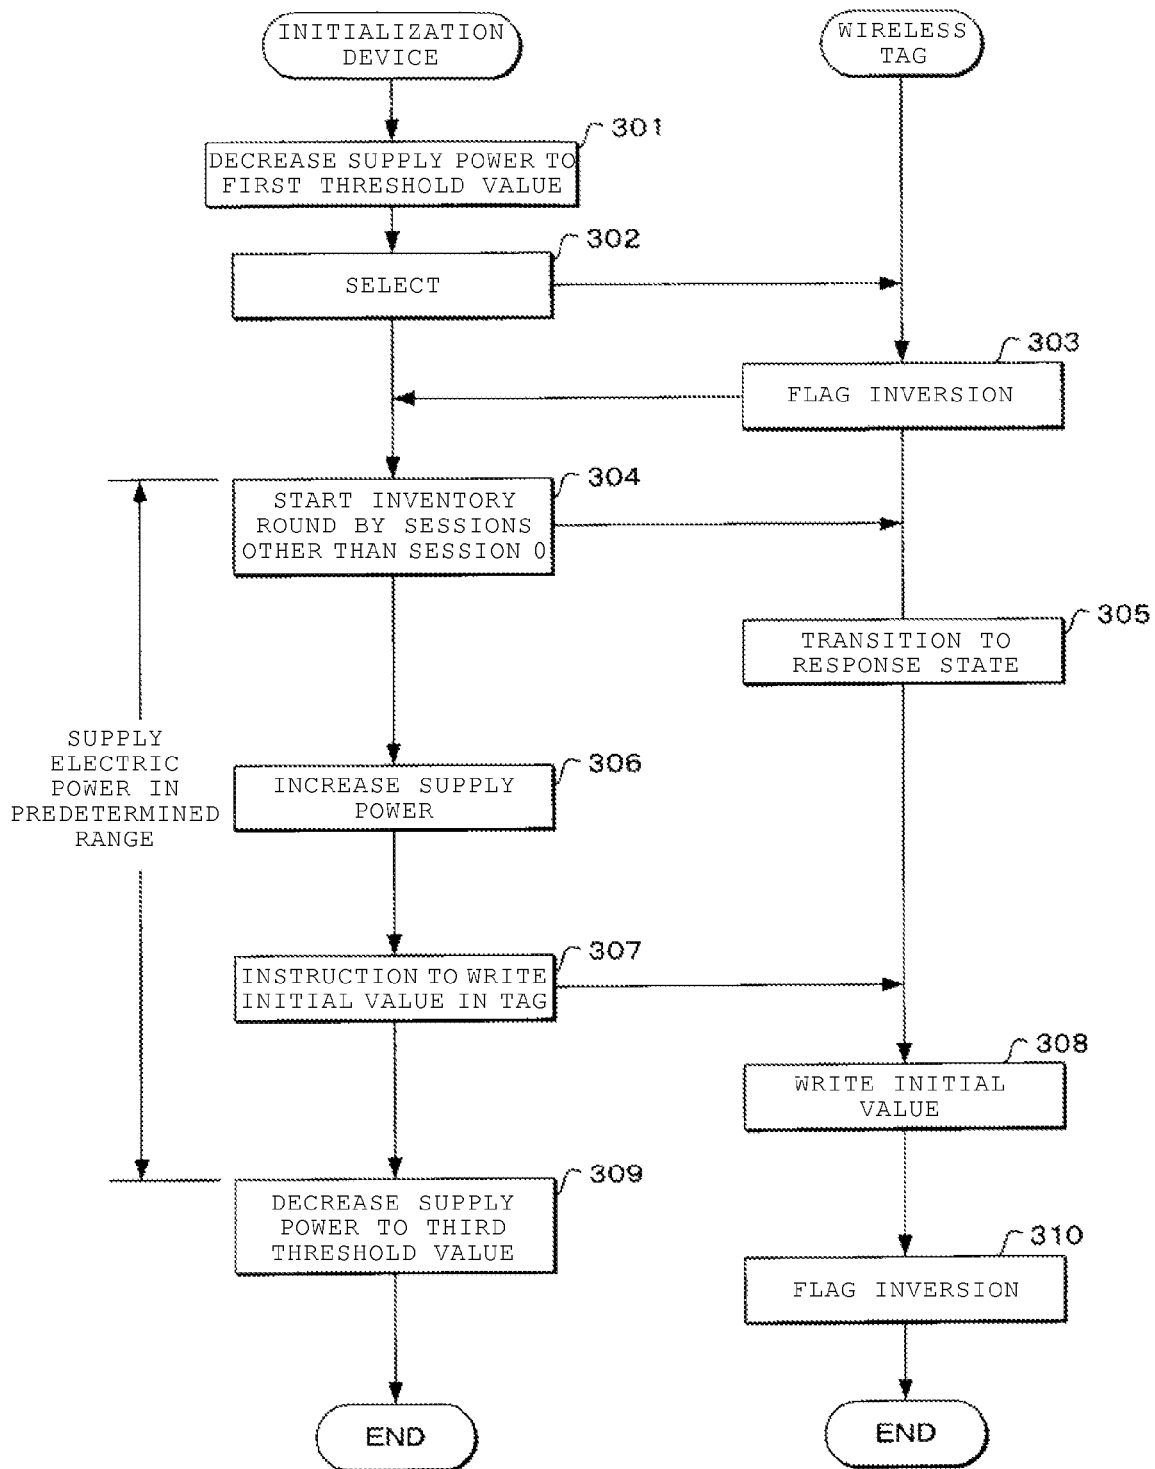 INITIALIZATION
DEVICE
WIRELESS
TAG
301
DECREASE SUPPLY POWER TO
FIRST THRESHOLD VALUE
302
SELECT
303
FLAG INVERSION
304
START INVENTORY
ROUND BY SESSIONS
OTHER THAN SESSION 0
305
TRANSITION TO
RESPONSE STATE
SUPPLY
ELECTRIC
POWER IN
PREDETERMINED
RANGE
306
INCREASE SUPPLY
POWER
307
INSTRUCTION TO WRITE
INITIAL VALUE IN TAG
308
WRITE INITIAL
VALUE
309
DECREASE SUPPLY
POWER TO THIRD
THRESHOLD VALUE
310
FLAG INVERSION
END
END